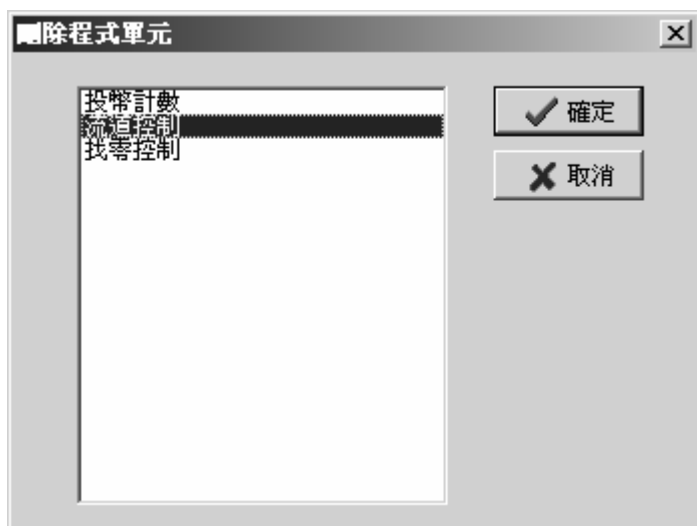 除程式單元
投幣計數
流道控制
找零控制
確定
取消